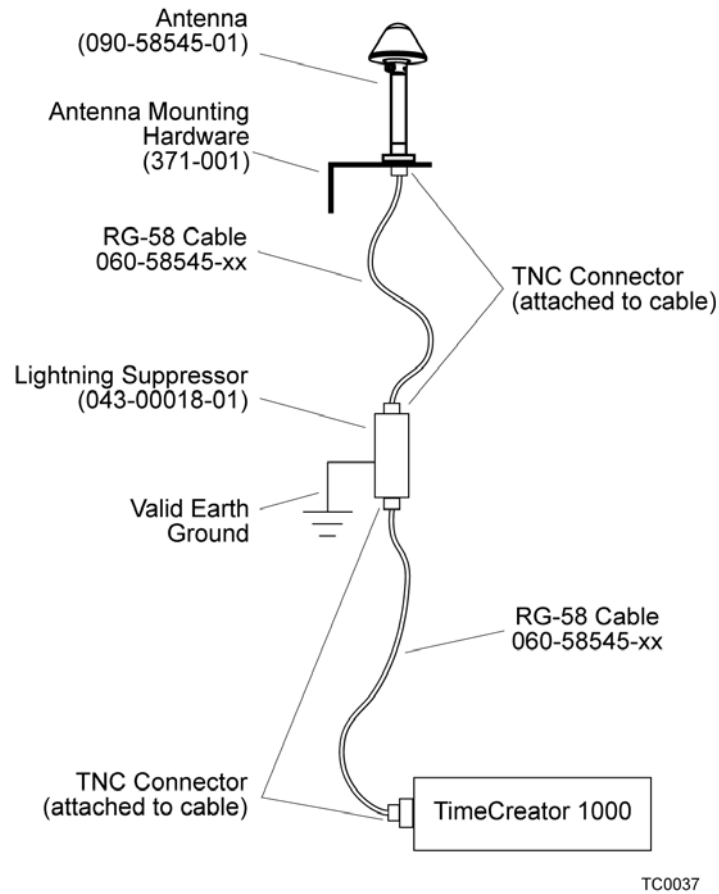 Antenna
(090-58545-01)
Antenna Mounting
Hardware
(371-001)
RG-58 Cable
060-58545-xx
TNC Connector
(attached to cable)
Lightning Suppressor
(043-00018-01)
Valid Earth
Ground
RG-58 Cable
060-58545-xx
TNC Connector
(attached to cable)
TimeCreator 1000
TC0037